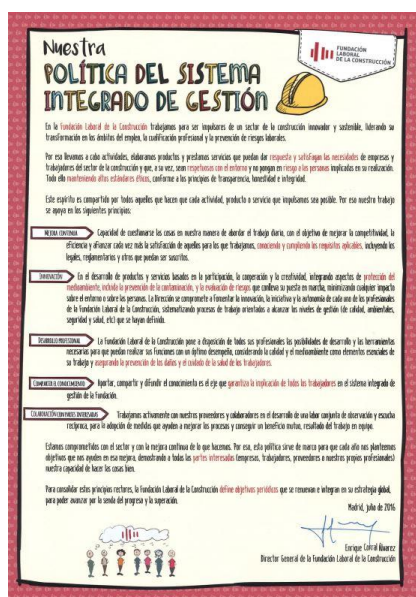 Nuestra
POLÍTICA DEL SISTEMA
INTEGRADO DE GESTIÓN
FUNDACIÓN
LABORAL
DE LA CONSTRUCCIÓN
En la Fundación Laboral de la Construcción trabajamos para ser impulsores de un sector de la construcción innovador y sostenible, liderando su
transformación en los ámbitos del empleo, la cualificación profesional y la prevención de riesgos laborales.
Por eso llevamos a cabo actividades, elaboramos productos y prestamos servicios que puedan dar respuesta y satisfagan las necesidades de empresas y
trabajadores del sector de la construcción y que, a su vez, sean respetuosas con el entorno y no pongan en riesgo a las personas implicadas en su realización.
Todo ello manteniendo altos estándares éticos, conforme a los principios de transparencia, honestidad e integridad.
Este espíritu es compartido por todos aquellos que hacen que cada actividad, producto o servicio que impulsamos sea posible. Por eso nuestro trabajo
se apoya en los siguientes principios:
MEJORA CONTINUA Capacidad de cuestionarse las cosas en nuestra manera de abordar el trabajo diario, con el objetivo de mejorar la competitividad, la
eficiencia y afianzar cada vez más la satisfacción de aquellos para los que trabajamos, conociendo y cumpliendo los requisitos aplicables, incluyendo los
legales, reglamentarios y otros que puedan ser suscritos.
INNOVACIÓN En el desarrollo de productos y servicios basados en la participación, la cooperación y la creatividad, integrando aspectos de protección del
medioambiente, incluida la prevención de la contaminación, y la evaluación de riesgos que conlleva su puesta en marcha, minimizando cualquier impacto
sobre el entorno o sobre las personas. La Dirección se compromete a fomentar la innovación, la iniciativa y la autonomía de cada uno de los profesionales
de la Fundación Laboral de la Construcción, sistematizando procesos de trabajo orientados a alcanzar los niveles de gestión (de calidad, ambientales,
seguridad y salud, etc) que se hayan definido.
DESARROLLO PROFESIONAL La Fundación Laboral de la Construcción pone a disposición de todos sus profesionales las posibilidades de desarrollo y las herramientas
necesarias para que puedan realizar sus funciones con un óptimo desempeño, considerando la calidad y el medioambiente como elementos esenciales de
su trabajo y asegurando la prevención de los daños y el cuidado de la salud de los trabajadores.
COMPARTIR EL CONOCIMIENTO Aportar, compartir y difundir el conocimiento es el eje que garantiza la implicación de todos los trabajadores en el sistema integrado de
gestión de la fundación.
COLABORACIÓN CON PARTES INTERESADAS Trabajamos activamente con nuestros proveedores y colaboradores en el desarrollo de una labor conjunta de observación y escucha
recíproca, para la adopción de medidas que ayuden a mejorar los procesos y conseguir un beneficio mutuo, resultado del trabajo en equipo.
Estamos comprometidos con el sector y con la mejora continua de lo que hacemos. Por eso, esta política sirve de marco para que cada año nos planteemos
objetivos que nos ayuden en esa mejora, demostrando a todas las partes interesadas (empresas, trabajadores, proveedores o nuestros propios profesionales)
nuestra capacidad de hacer las cosas bien.
Para consolidar estos principios rectores, la Fundación Laboral de la Construcción define objetivos periódicos que se renuevan e integran en su estrategia global,
para poder avanzar por la senda del progreso y la superación.
Madrid, julio de 2016
Enrique Corral Álvarez
Director General de la Fundación Laboral de la Construcción